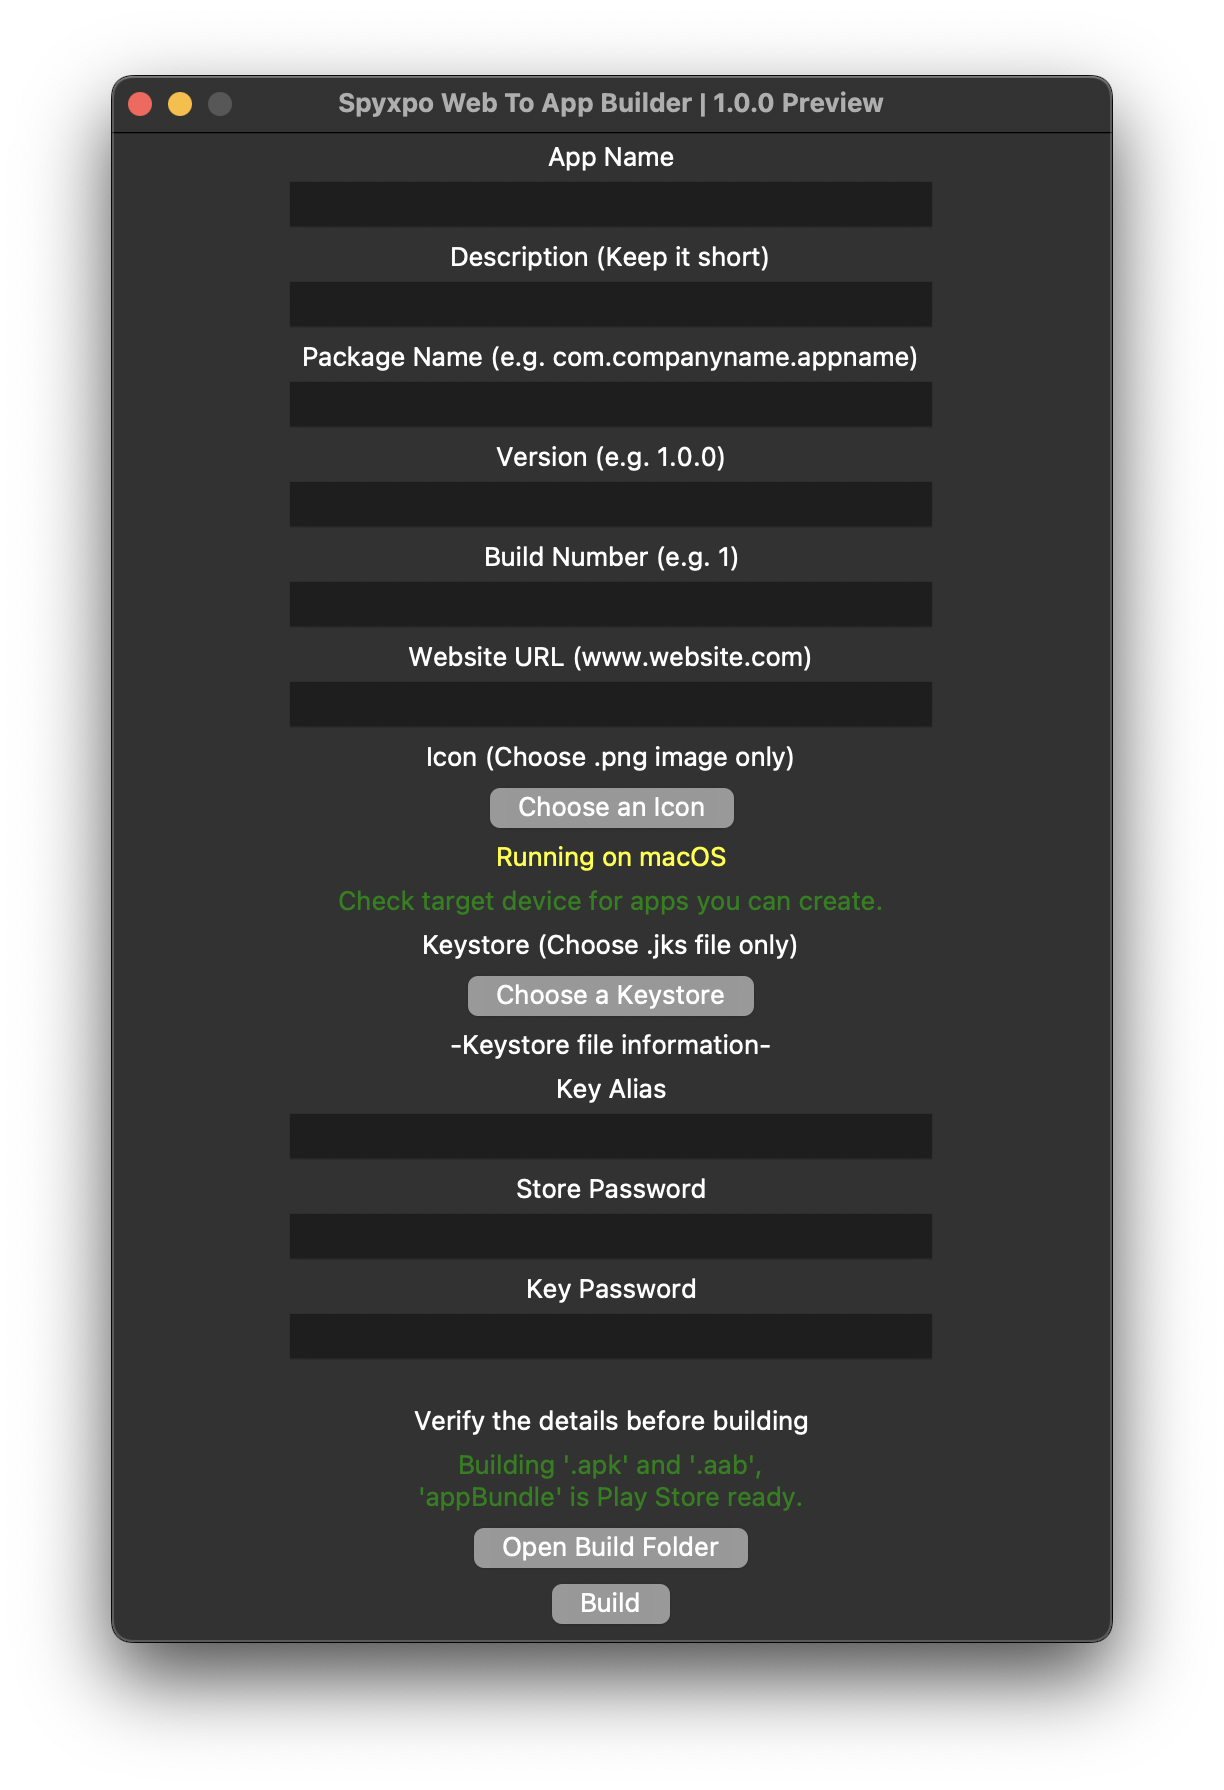 Spyxpo Web To App Builder | 1.0.0 Preview
App Name
Description (Keep it short)
Package Name (e.g. com.companyname.appname)
Version (e.g. 1.0.0)
Build Number (e.g. 1)
Website URL (www.website.com)
Icon (Choose .png image only)
Choose an Icon
Running on macOS
Check target device for apps you can create.
Keystore (Choose .jks file only)
Choose a Keystore
-Keystore file information-
Key Alias
Store Password
Key Password
Verify the details before building
Building '.apk' and '.aab',
'appBundle' is Play Store ready.
Open Build Folder
Build